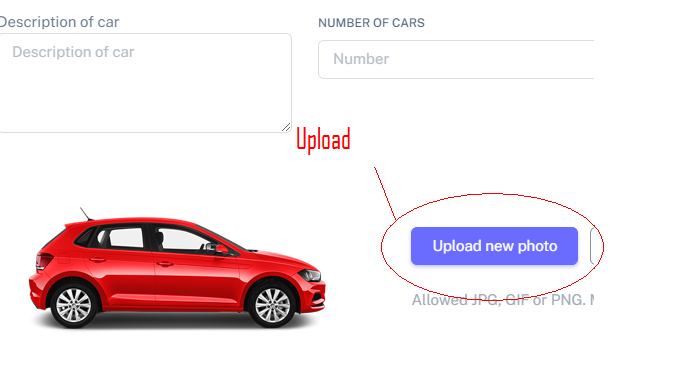 Description of car
NUMBER OF CARS
Description of car
Number
Upload
Upload new photo
Allowed JPG, GIF or PNG.